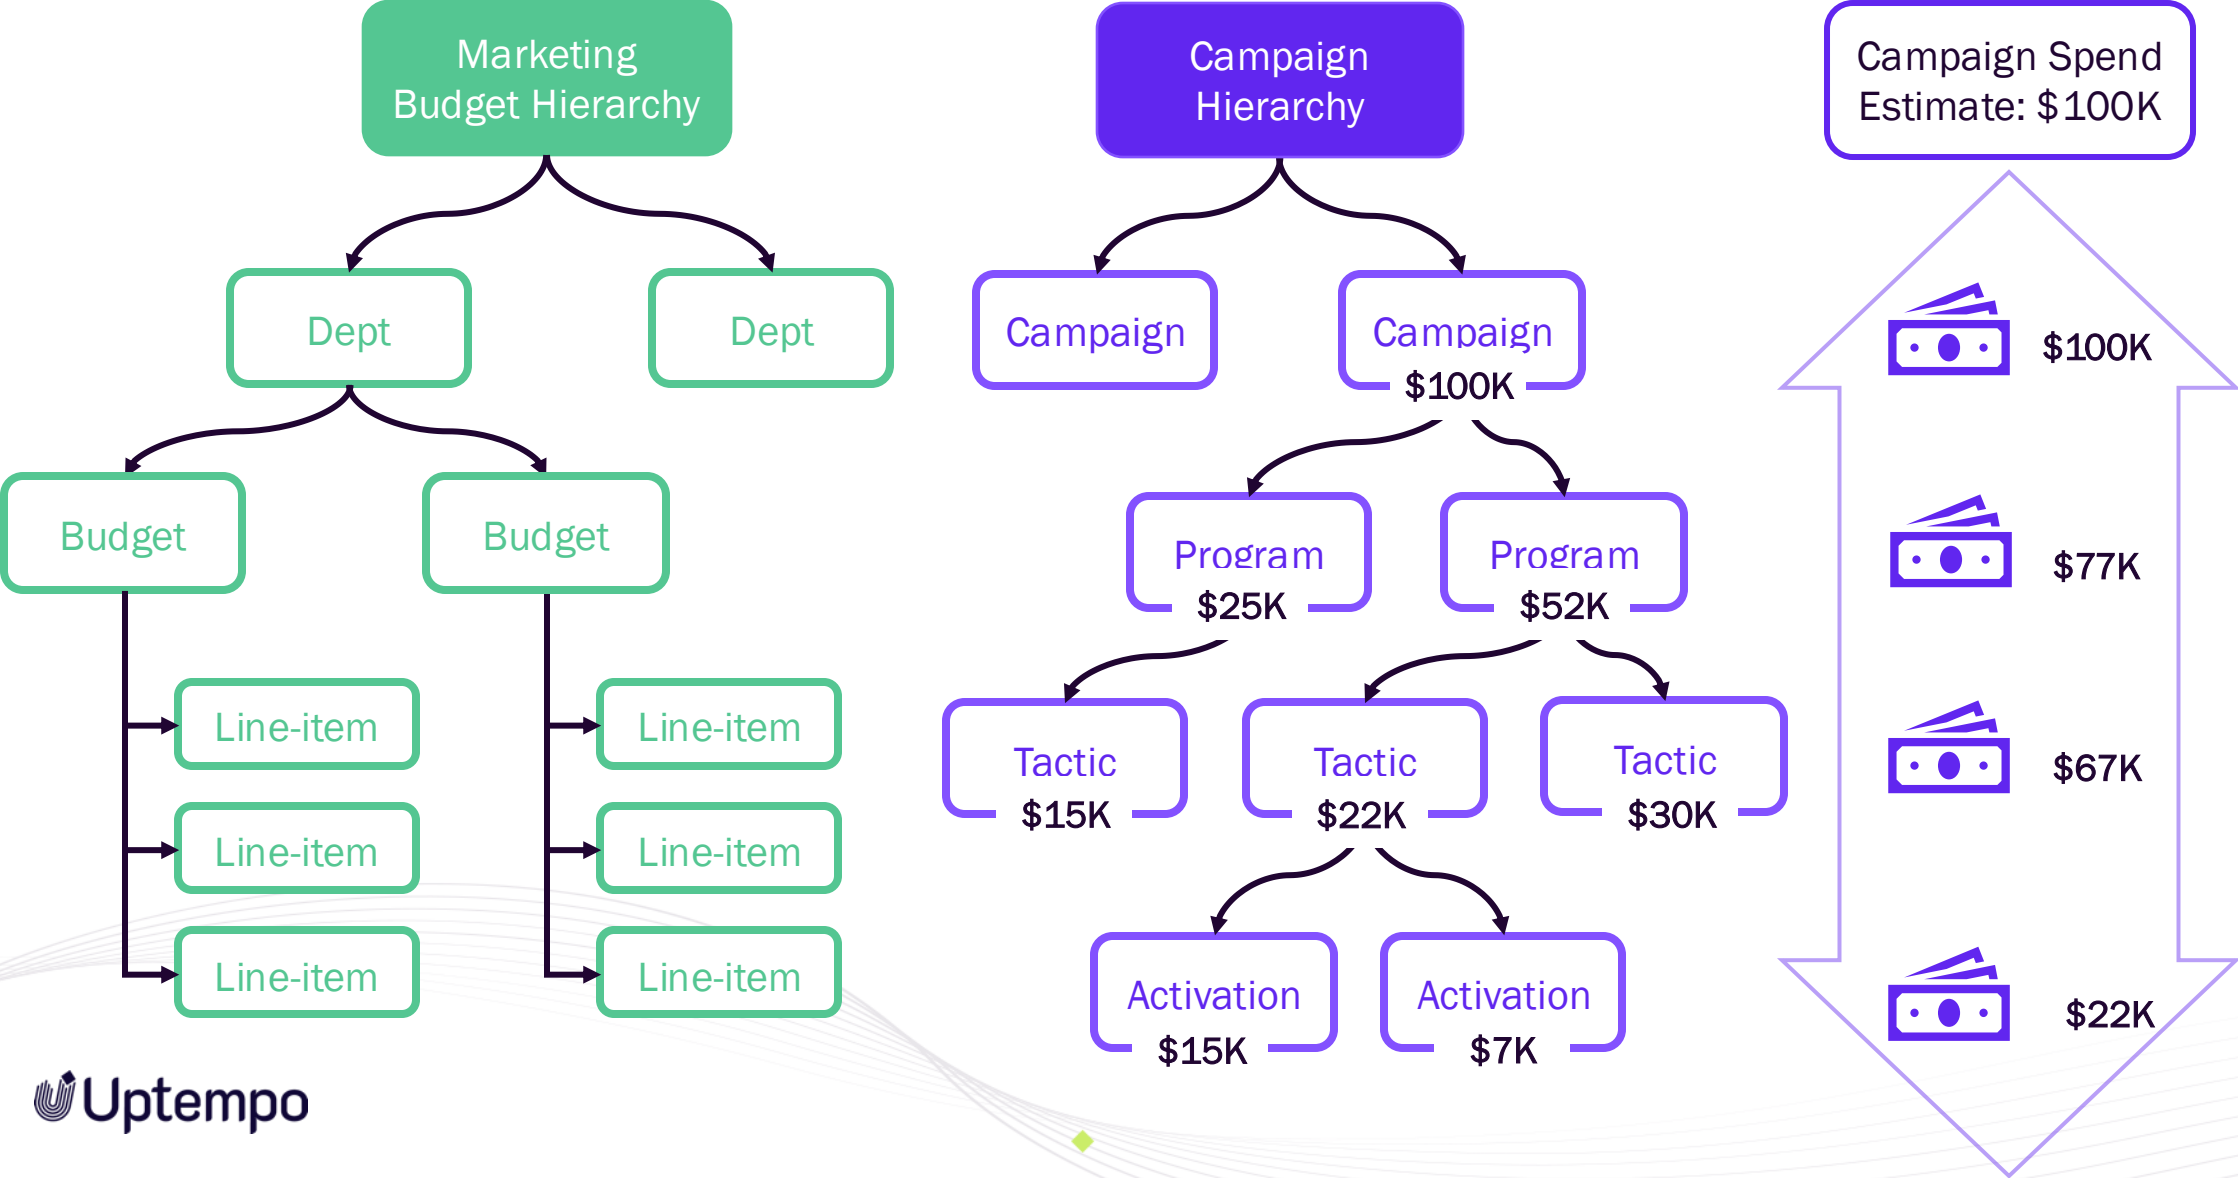 Marketing
Budget Hierarchy
Campaign
Hierarchy
Campaign Spend
Estimate: $100K
Dept
Dept
Campaign
Campaign
$100K
$100K
Budget
Budget
Program
$25K
Program
$52K
$77K
Line-item
Line-item
Tactic
$15K
Tactic
$22K
Tactic
$30K
$67K
Line-item
Line-item
Line-item
Line-item
Activation
$15K
Activation
$7K
$22K
Uptempo